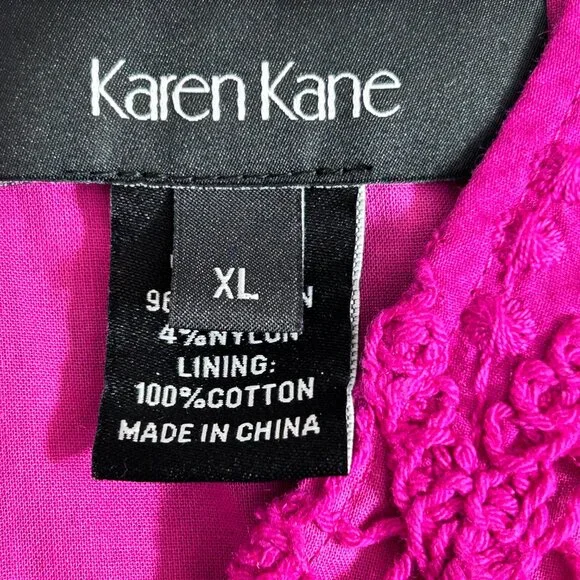 Karen Kane
XL
4% NYLON
LINING:
100% COTTON
MADE IN CHINA